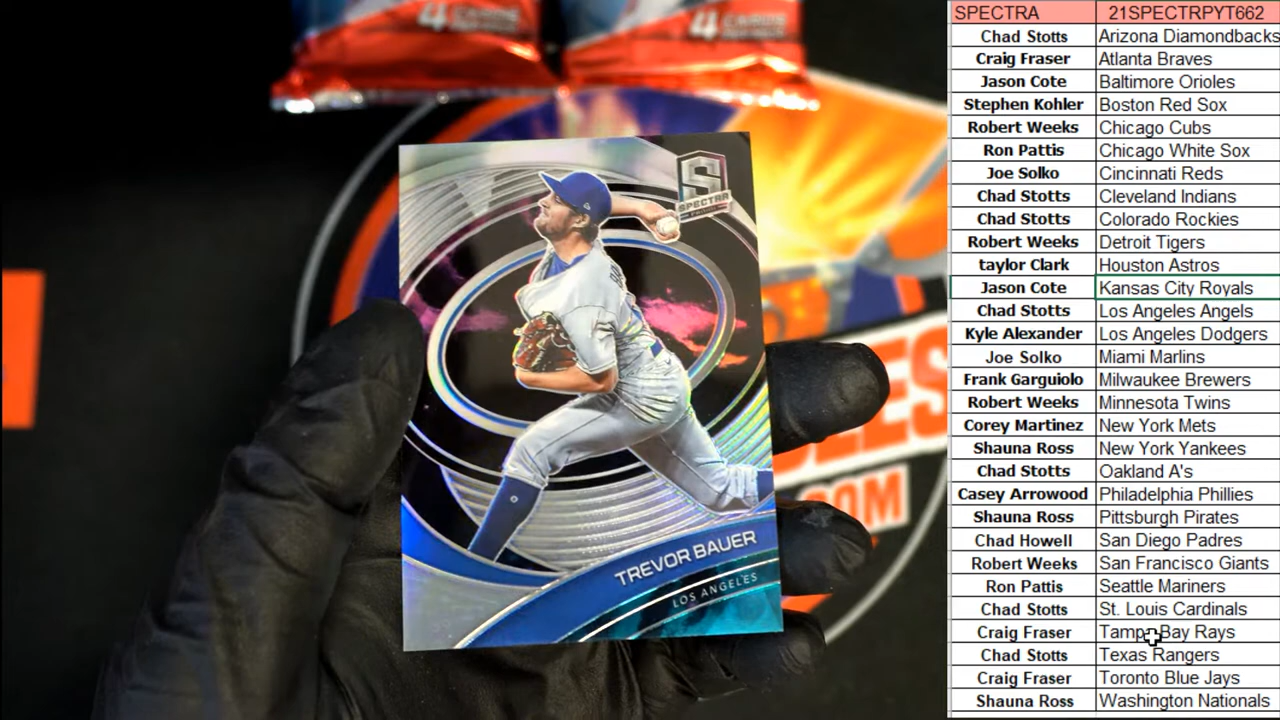 4 CARDS
4 CARDS
SPECTRA
TREVOR BAUER
LOS ANGELES
.COM
SPECTRA 21SPECTRPYT662
Chad Stotts Arizona Diamondbacks
Craig Fraser Atlanta Braves
Jason Cote Baltimore Orioles
Stephen Kohler Boston Red Sox
Robert Weeks Chicago Cubs
Ron Pattis Chicago White Sox
Joe Solko Cincinnati Reds
Chad Stotts Cleveland Indians
Chad Stotts Colorado Rockies
Robert Weeks Detroit Tigers
taylor Clark Houston Astros
Jason Cote Kansas City Royals
Chad Stotts Los Angeles Angels
Kyle Alexander Los Angeles Dodgers
Joe Solko Miami Marlins
Frank Garguiolo Milwaukee Brewers
Robert Weeks Minnesota Twins
Corey Martinez New York Mets
Shauna Ross New York Yankees
Chad Stotts Oakland A's
Casey Arrowood Philadelphia Phillies
Shauna Ross Pittsburgh Pirates
Chad Howell San Diego Padres
Robert Weeks San Francisco Giants
Ron Pattis Seattle Mariners
Chad Stotts St. Louis Cardinals
Craig Fraser Tampa Bay Rays
Chad Stotts Texas Rangers
Craig Fraser Toronto Blue Jays
Shauna Ross Washington Nationals